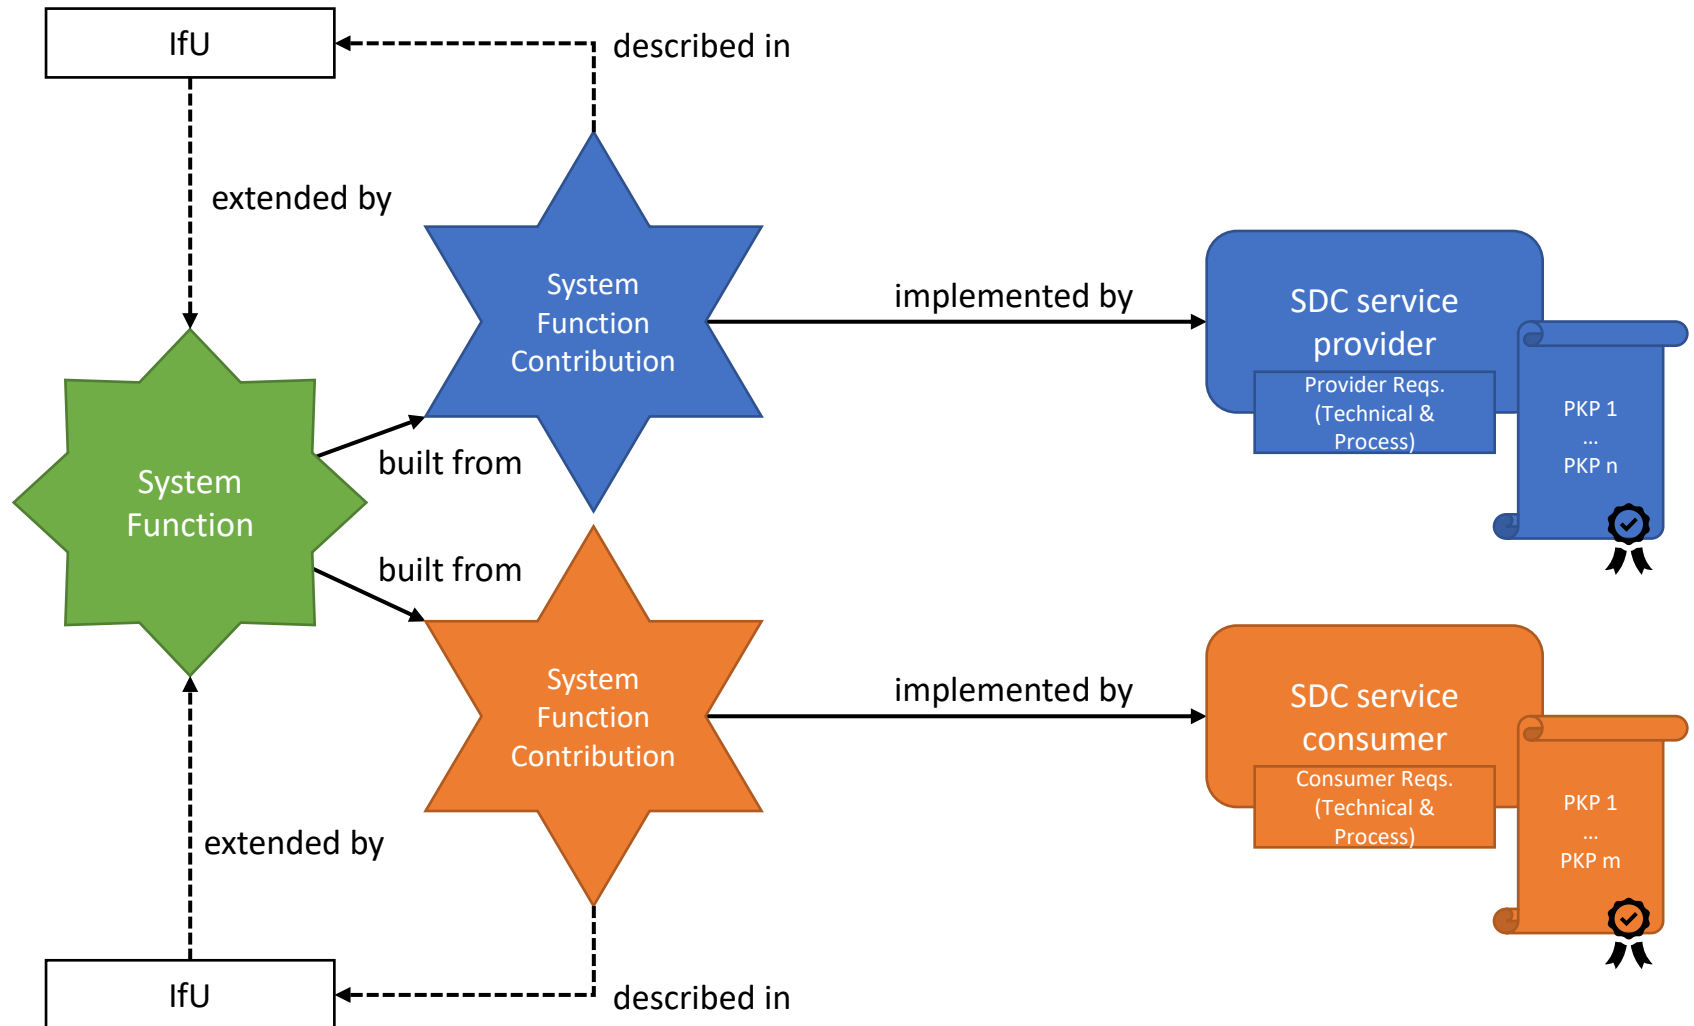 IfU
described in
extended by
System
Function
Contribution
implemented by
SDC service
provider
Provider Reqs.
(Technical &
Process)
PKP 1
...
PKP n
built from
System
Function
built from
System
Function
Contribution
implemented by
SDC service
consumer
Consumer Reqs.
(Technical &
Process)
PKP 1
...
PKP m
extended by
IfU
described in